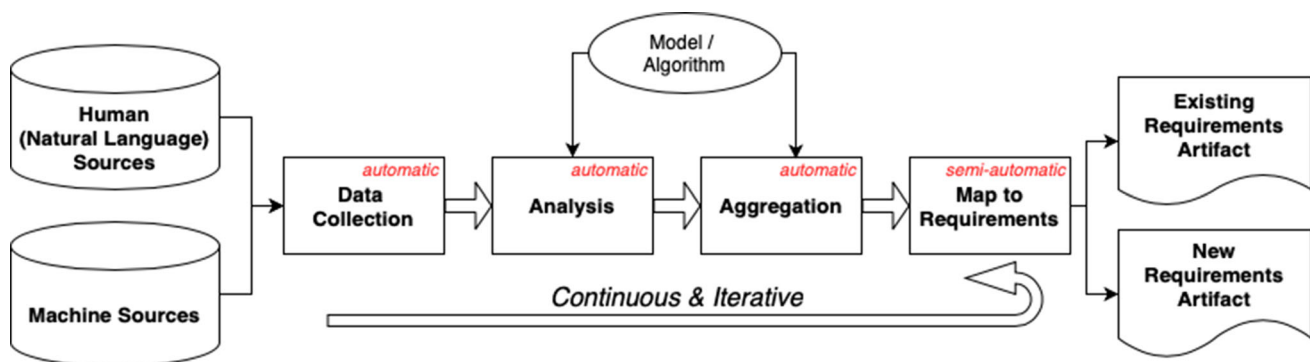 Model /
Algorithm
Human
(Natural Language)
Sources
Machine Sources
automatic
Data
Collection
automatic
Analysis
automatic
Aggregation
semi-automatic
Map to
Requirements
Existing
Requirements
Artifact
New
Requirements
Artifact
Continuous & Iterative